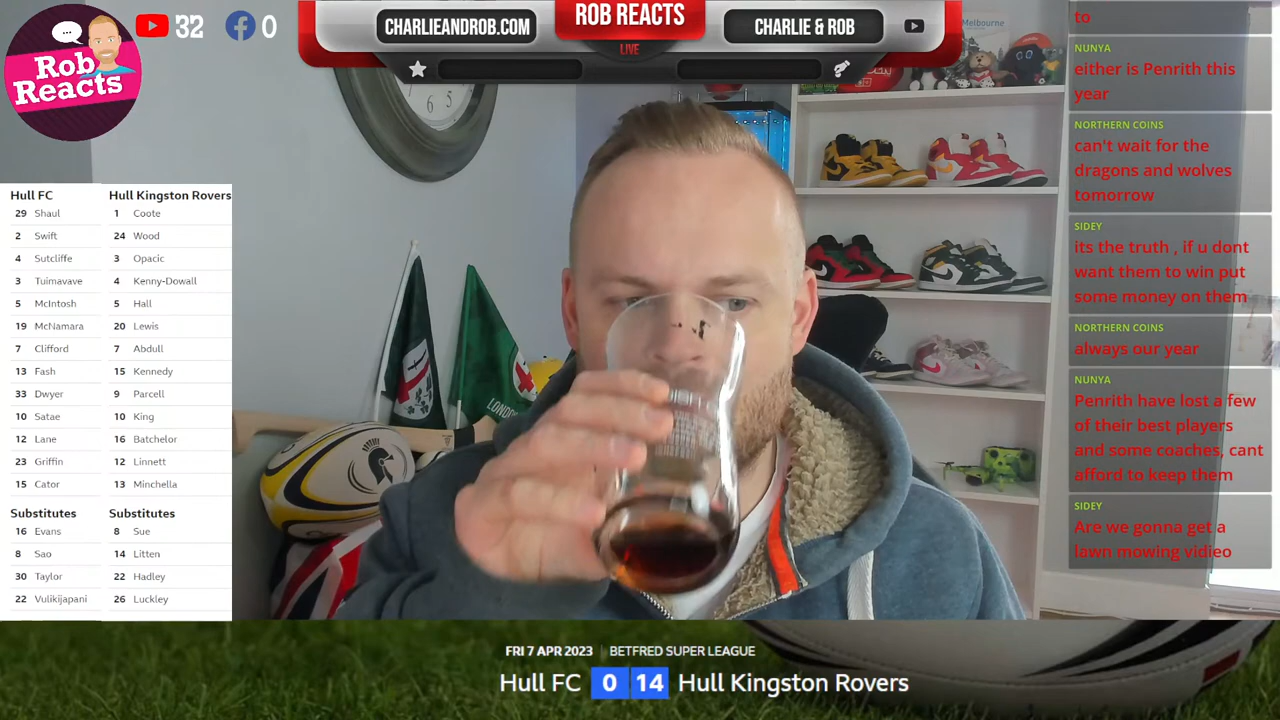 Rob
Reacts
32
0
CHARLIEANDROB.COM
ROB REACTS
LIVE
CHARLIE & ROB
Melbourne
6
5
Hull FC
29 Shaul
2 Swift
4 Sutcliffe
3 Tuimavave
5 McIntosh
19 McNamara
7 Clifford
13 Fash
33 Dwyer
10 Satae
12 Lane
23 Griffin
15 Cator
Substitutes
16 Evans
8 Sao
30 Taylor
22 Vulikijapani
Hull Kingston Rovers
1 Coote
24 Wood
3 Opacic
4 Kenny-Dowall
5 Hall
20 Lewis
7 Abdull
15 Kennedy
9 Parcell
10 King
16 Batchelor
12 Linnett
13 Minchella
Substitutes
8 Sue
14 Litten
22 Hadley
26 Luckley
to
NUNYA
either is Penrith this
year
NORTHERN COINS
can't wait for the
dragons and wolves
tomorrow
SIDEY
its the truth , if u dont
want them to win put
some money on them
NORTHERN COINS
always our year
NUNYA
Penrith have lost a few
of their best players
and some coaches, cant
afford to keep them
SIDEY
Are we gonna get a
lawn mowing vidieo
FRI 7 APR 2023 BETFRED SUPER LEAGUE
Hull FC 0 14 Hull Kingston Rovers